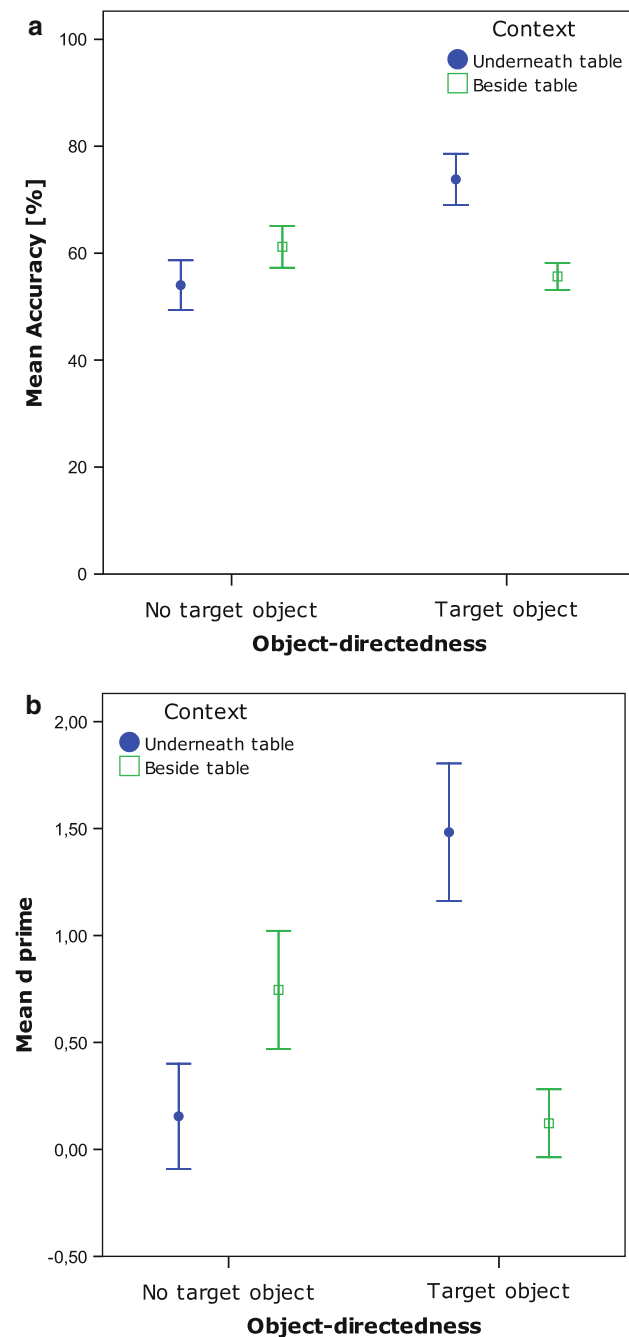 a
Context
Underneath table
Beside table
100
80
60
40
20
0
Mean Accuracy [%]
No target object
Target object
Object-directedness
b
Context
Underneath table
Beside table
2,00
1,50
1,00
0,50
0,00
-0,50
Mean d prime
No target object
Target object
Object-directedness